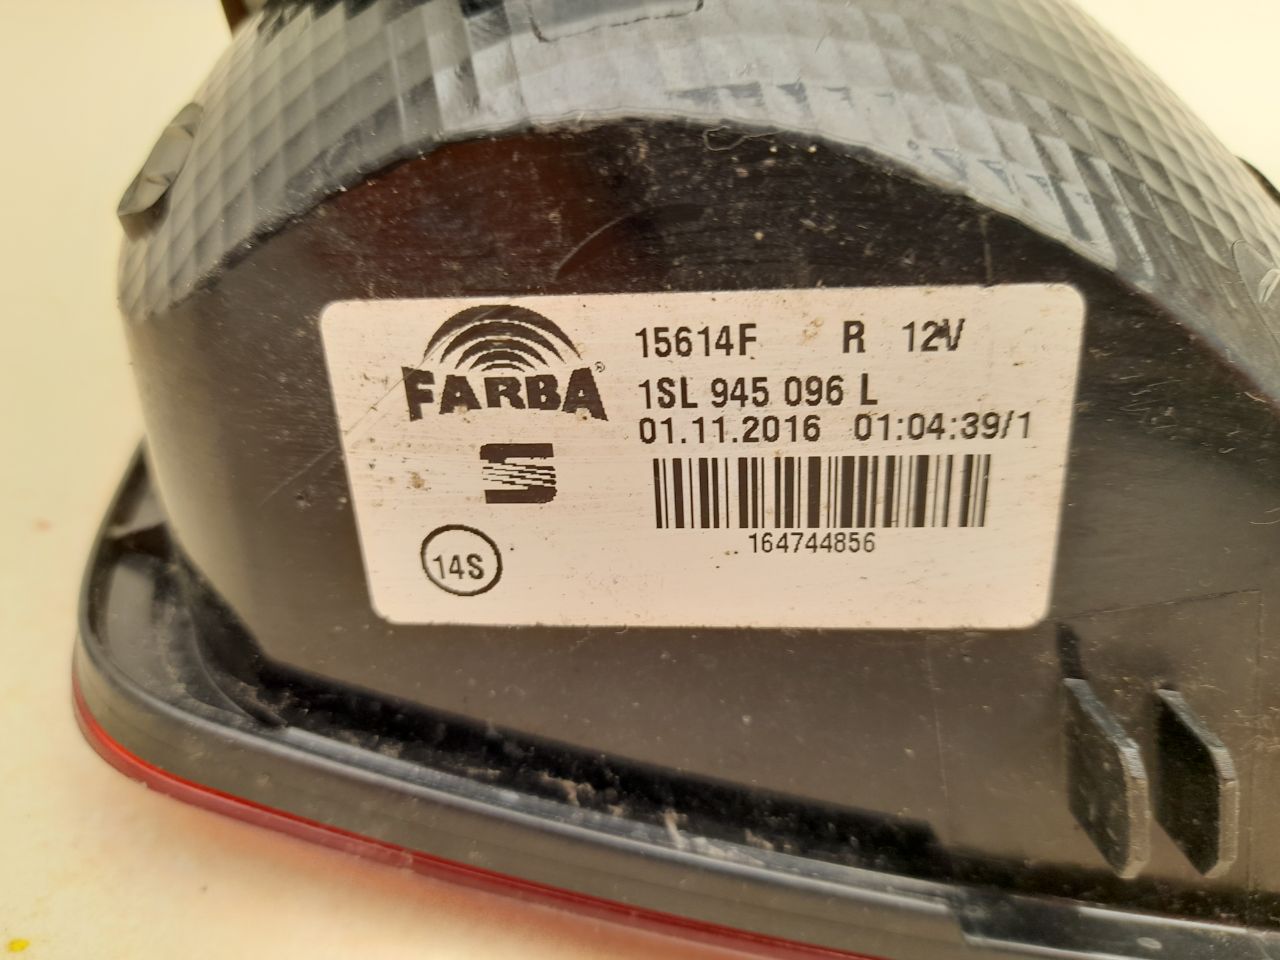 FARBA®
15614F R 12V
1SL 945 096 L
01.11.2016 01:04:39/1
164744856
14S